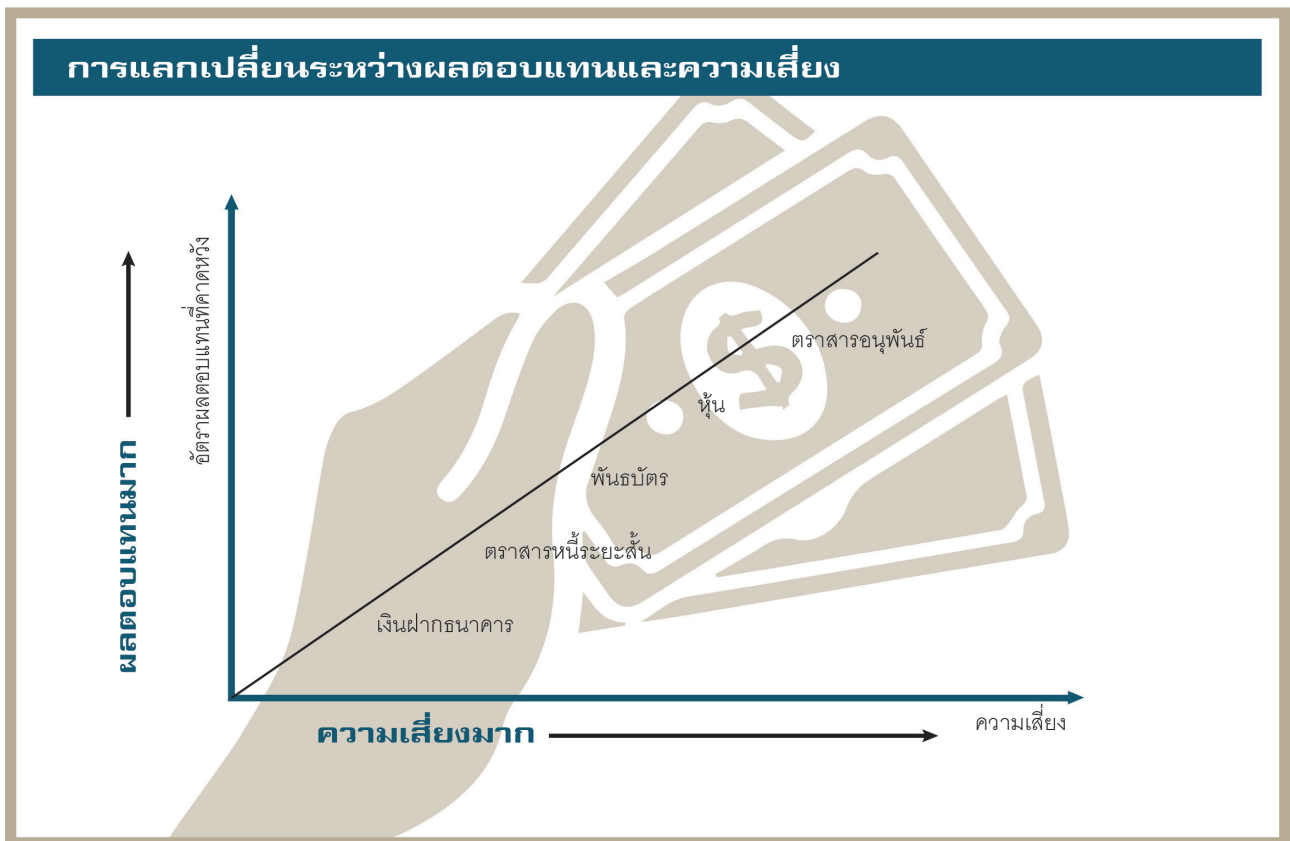 การแลกเปลี่ยนระหว่างผลตอบแทนและความเสี่ยง
ผลตอบแทนมาก
อัตราผลตอบแทนที่คาดหวัง
ตราสารอนุพันธ์
หุ้น
พันธบัตร
ตราสารหนี้ระยะสั้น
เงินฝากธนาคาร
ความเสี่ยงมาก
ความเสี่ยง